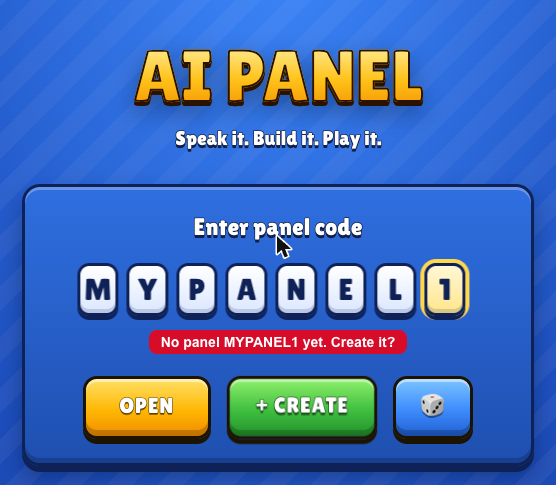 AI PANEL
Speak it. Build it. Play it.
Enter panel code
M Y P A N E L 1
No panel MYPANEL1 yet. Create it?
OPEN + CREATE